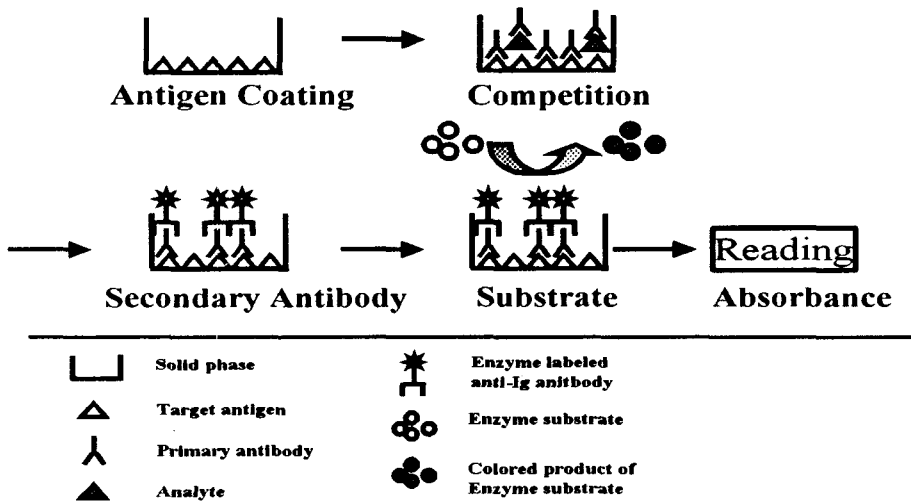 Antigen Coating
Competition
Secondary Antibody
Substrate
Reading
Absorbance
Solid phase
Target antigen
Primary antibody
Analyte
Enzyme labeled
anti-Ig anitbody
Enzyme substrate
Colored product of
Enzyme substrate